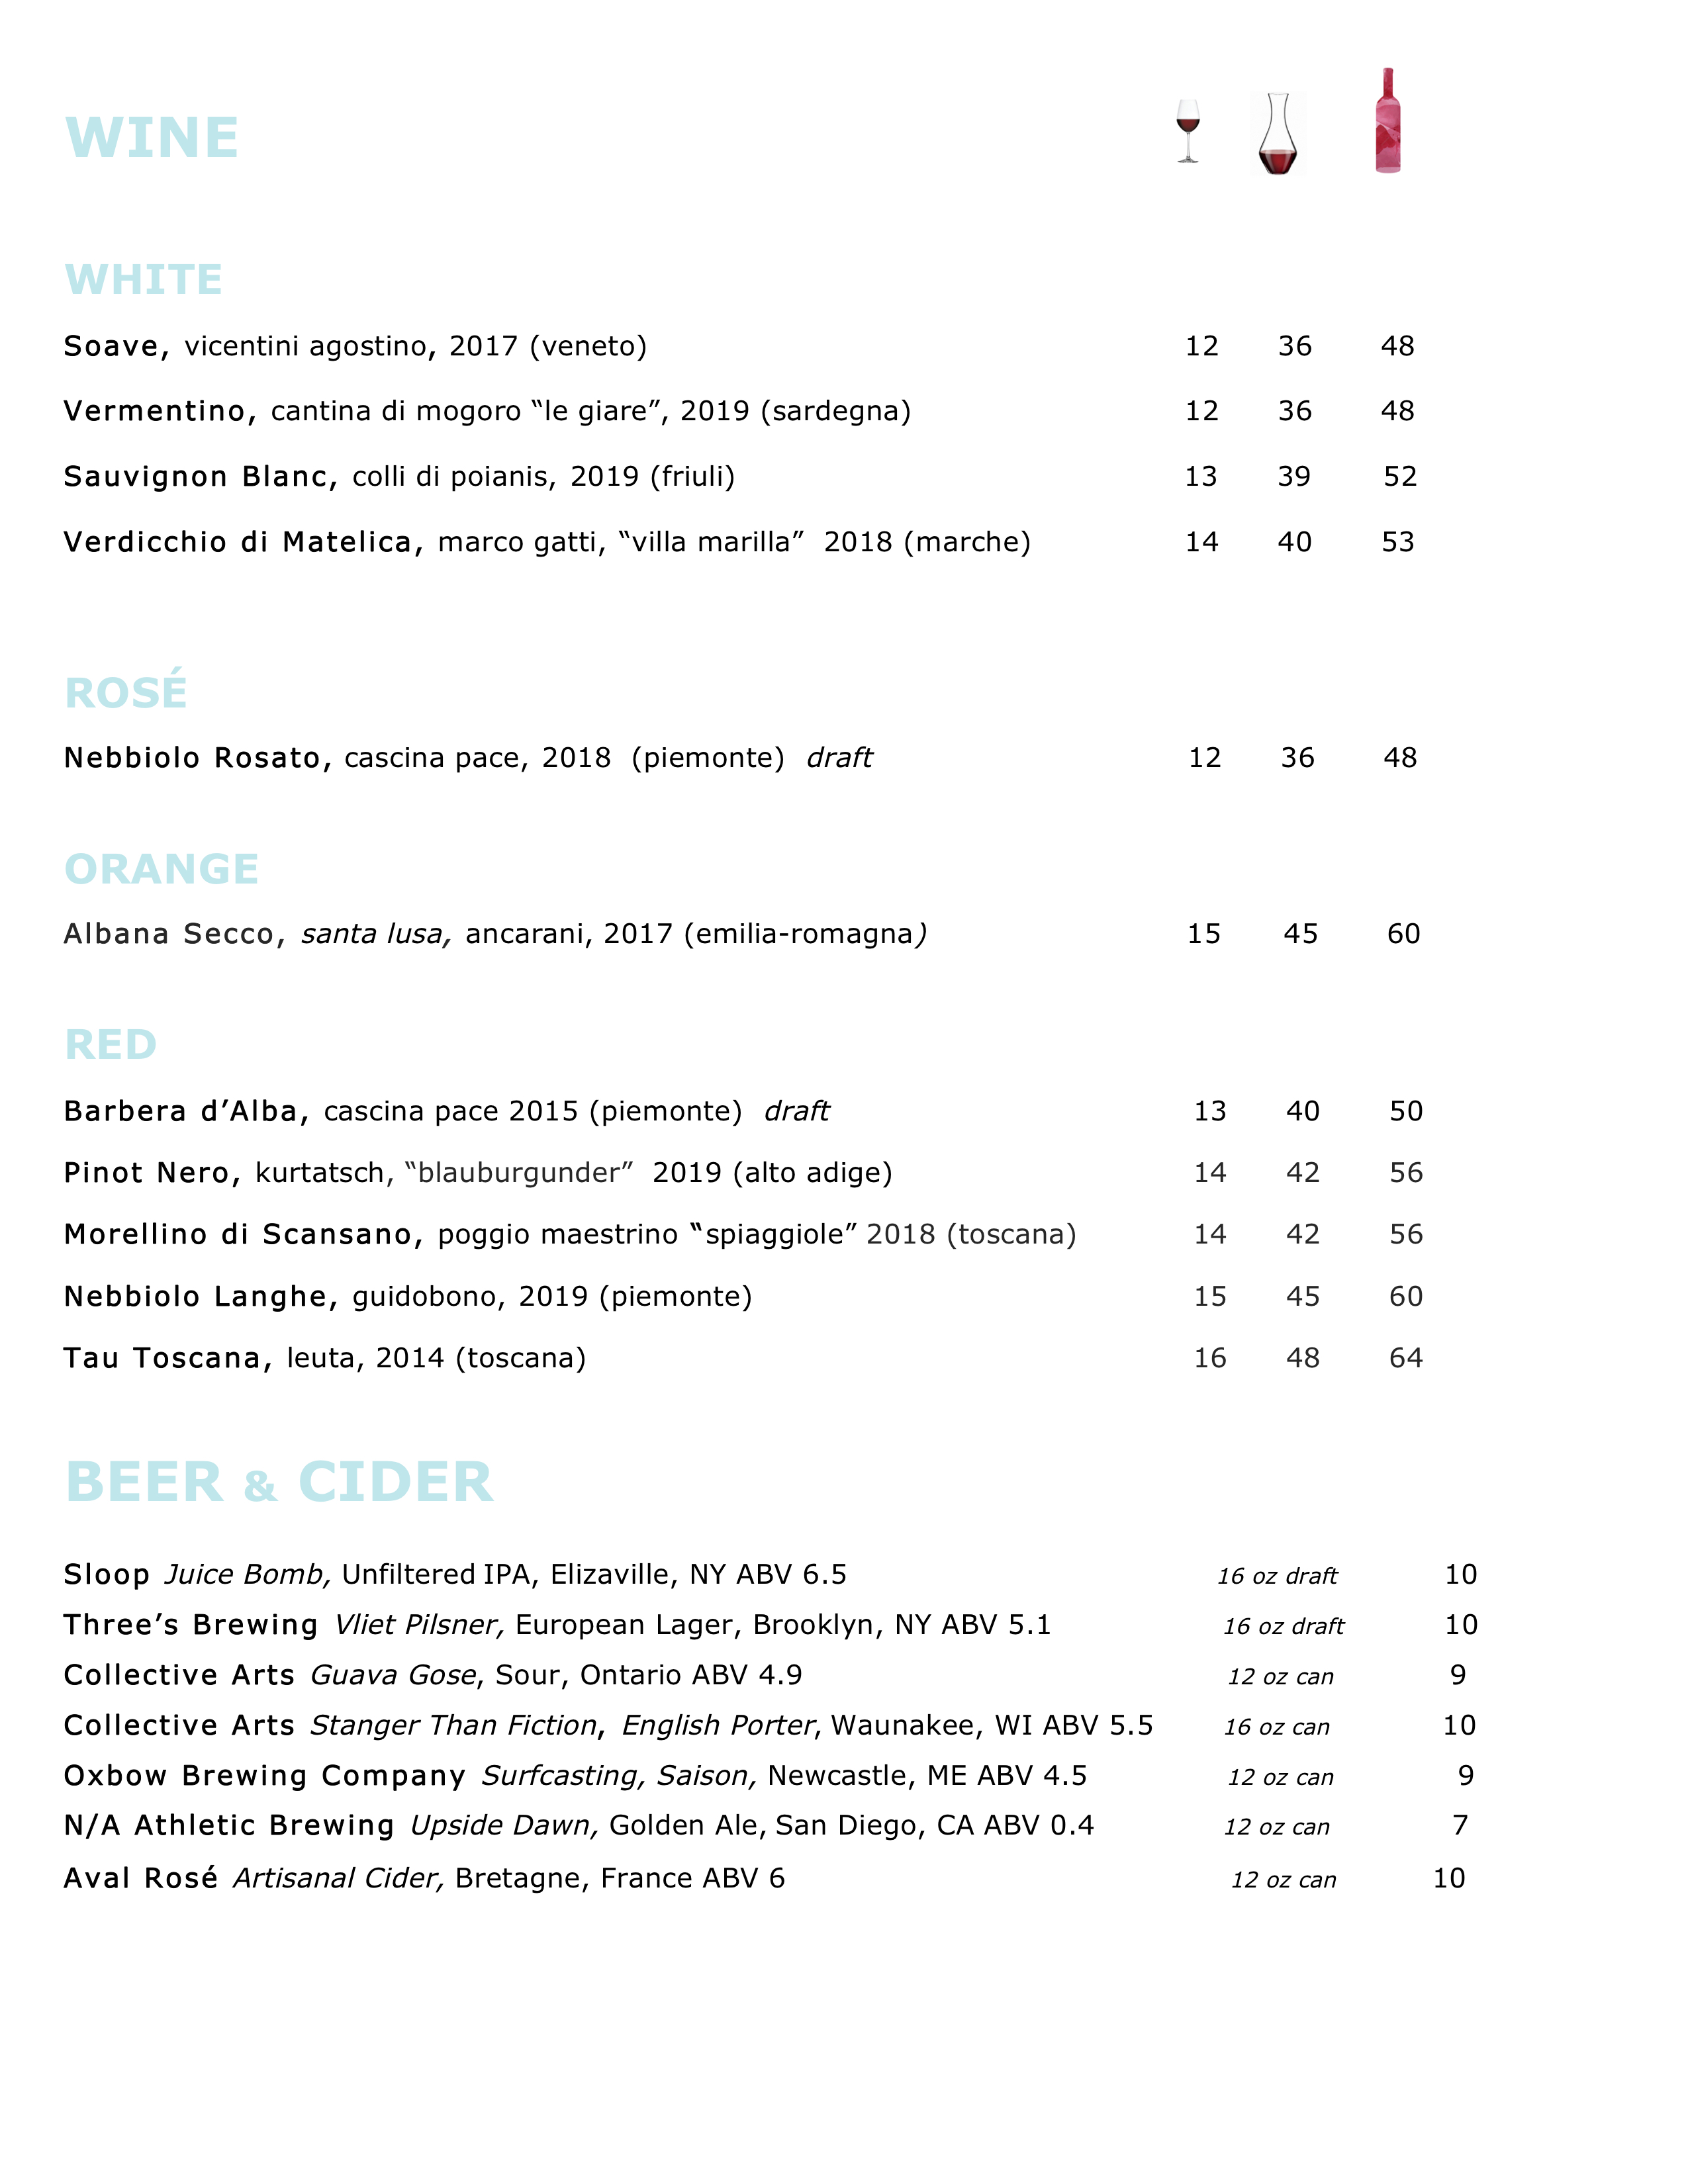 WINE
WHITE
Soave, vicentini agostino, 2017 (veneto) 12 36 48
Vermentino, cantina di mogoro “le giare”, 2019 (sardegna) 12 36 48
Sauvignon Blanc, colli di poianis, 2019 (friuli) 13 39 52
Verdicchio di Matelica, marco gatti, “villa marilla” 2018 (marche) 14 40 53
ROSÉ
Nebbiolo Rosato, cascina pace, 2018 (piemonte) draft 12 36 48
ORANGE
Albana Secco, santa lusa, ancarani, 2017 (emilia-romagna) 15 45 60
RED
Barbera d’Alba, cascina pace 2015 (piemonte) draft 13 40 50
Pinot Nero, kurtatsch, “blauburgunder” 2019 (alto adige) 14 42 56
Morellino di Scansano, poggio maestrino “spiaggiole” 2018 (toscana) 14 42 56
Nebbiolo Langhe, guidobono, 2019 (piemonte) 15 45 60
Tau Toscana, leuta, 2014 (toscana) 16 48 64
BEER & CIDER
Sloop Juice Bomb, Unfiltered IPA, Elizaville, NY ABV 6.5 16 oz draft 10
Three’s Brewing Vliet Pilsner, European Lager, Brooklyn, NY ABV 5.1 16 oz draft 10
Collective Arts Guava Gose, Sour, Ontario ABV 4.9 12 oz can 9
Collective Arts Stanger Than Fiction, English Porter, Waunakee, WI ABV 5.5 16 oz can 10
Oxbow Brewing Company Surfcasting, Saison, Newcastle, ME ABV 4.5 12 oz can 9
N/A Athletic Brewing Upside Dawn, Golden Ale, San Diego, CA ABV 0.4 12 oz can 7
Aval Rosé Artisanal Cider, Bretagne, France ABV 6 12 oz can 10